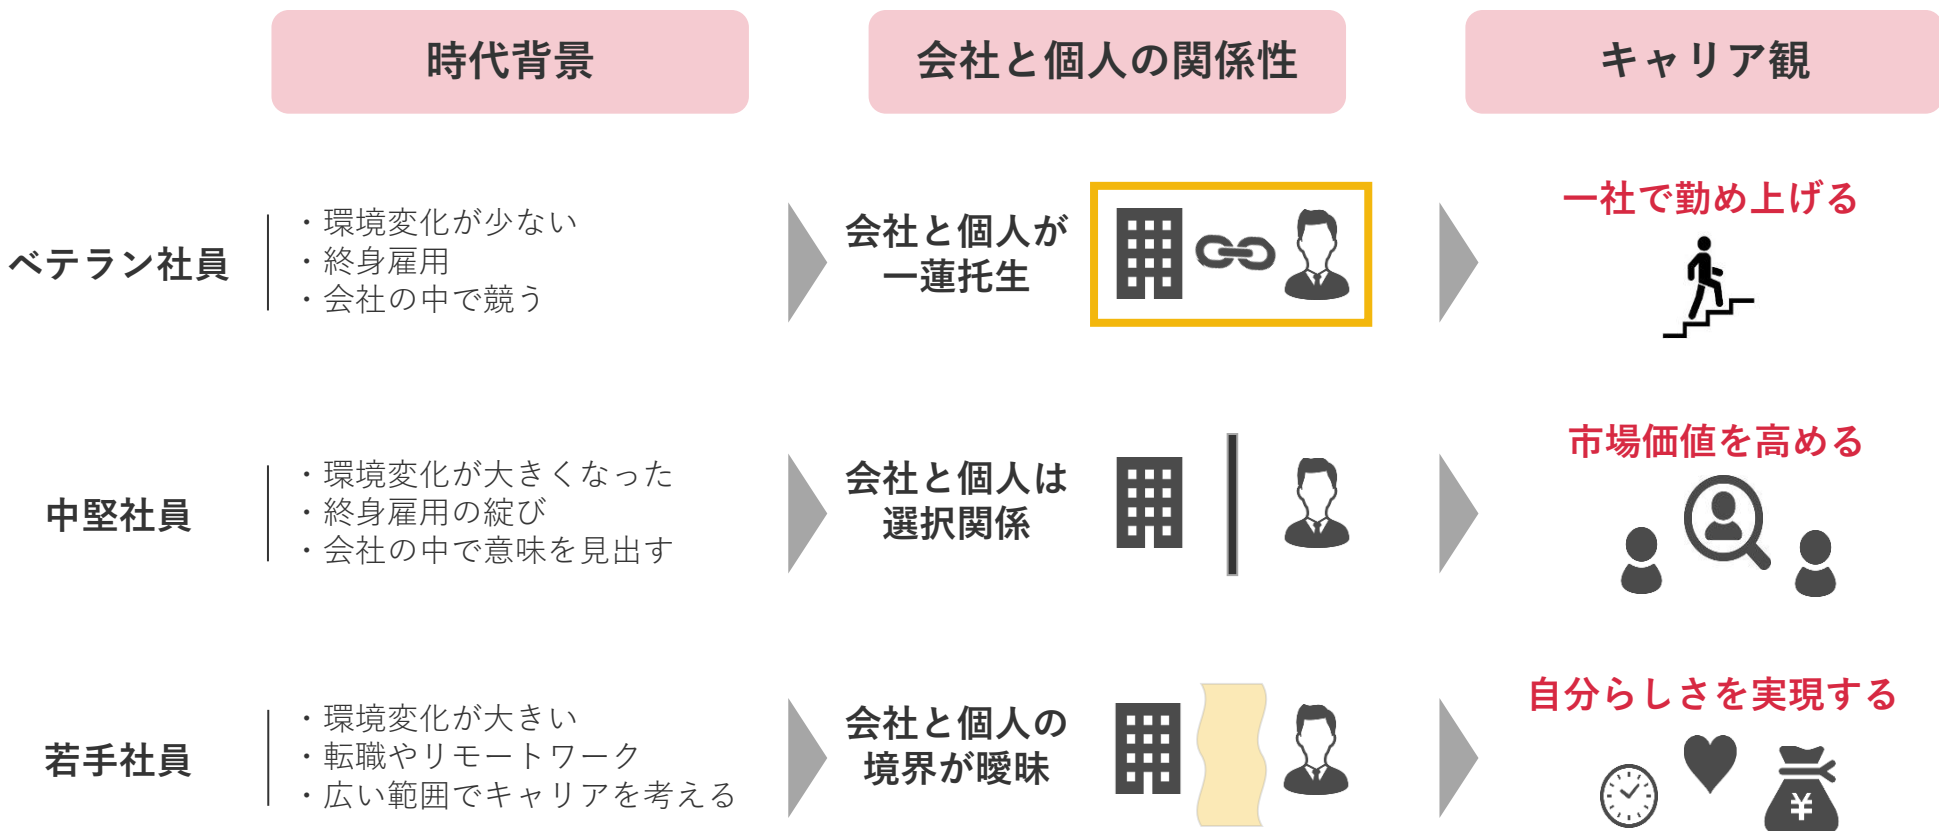 時代背景
会社と個人の関係性
キャリア観
ベテラン社員
・環境変化が少ない
・終身雇用
・会社の中で競う
会社と個人が
一蓮托生
一社で勤め上げる
中堅社員
・環境変化が大きくなった
・終身雇用の綻び
・会社の中で意味を見出す
会社と個人は
選択関係
市場価値を高める
若手社員
・環境変化が大きい
・転職やリモートワーク
・広い範囲でキャリアを考える
会社と個人の
境界が曖昧
自分らしさを実現する
¥